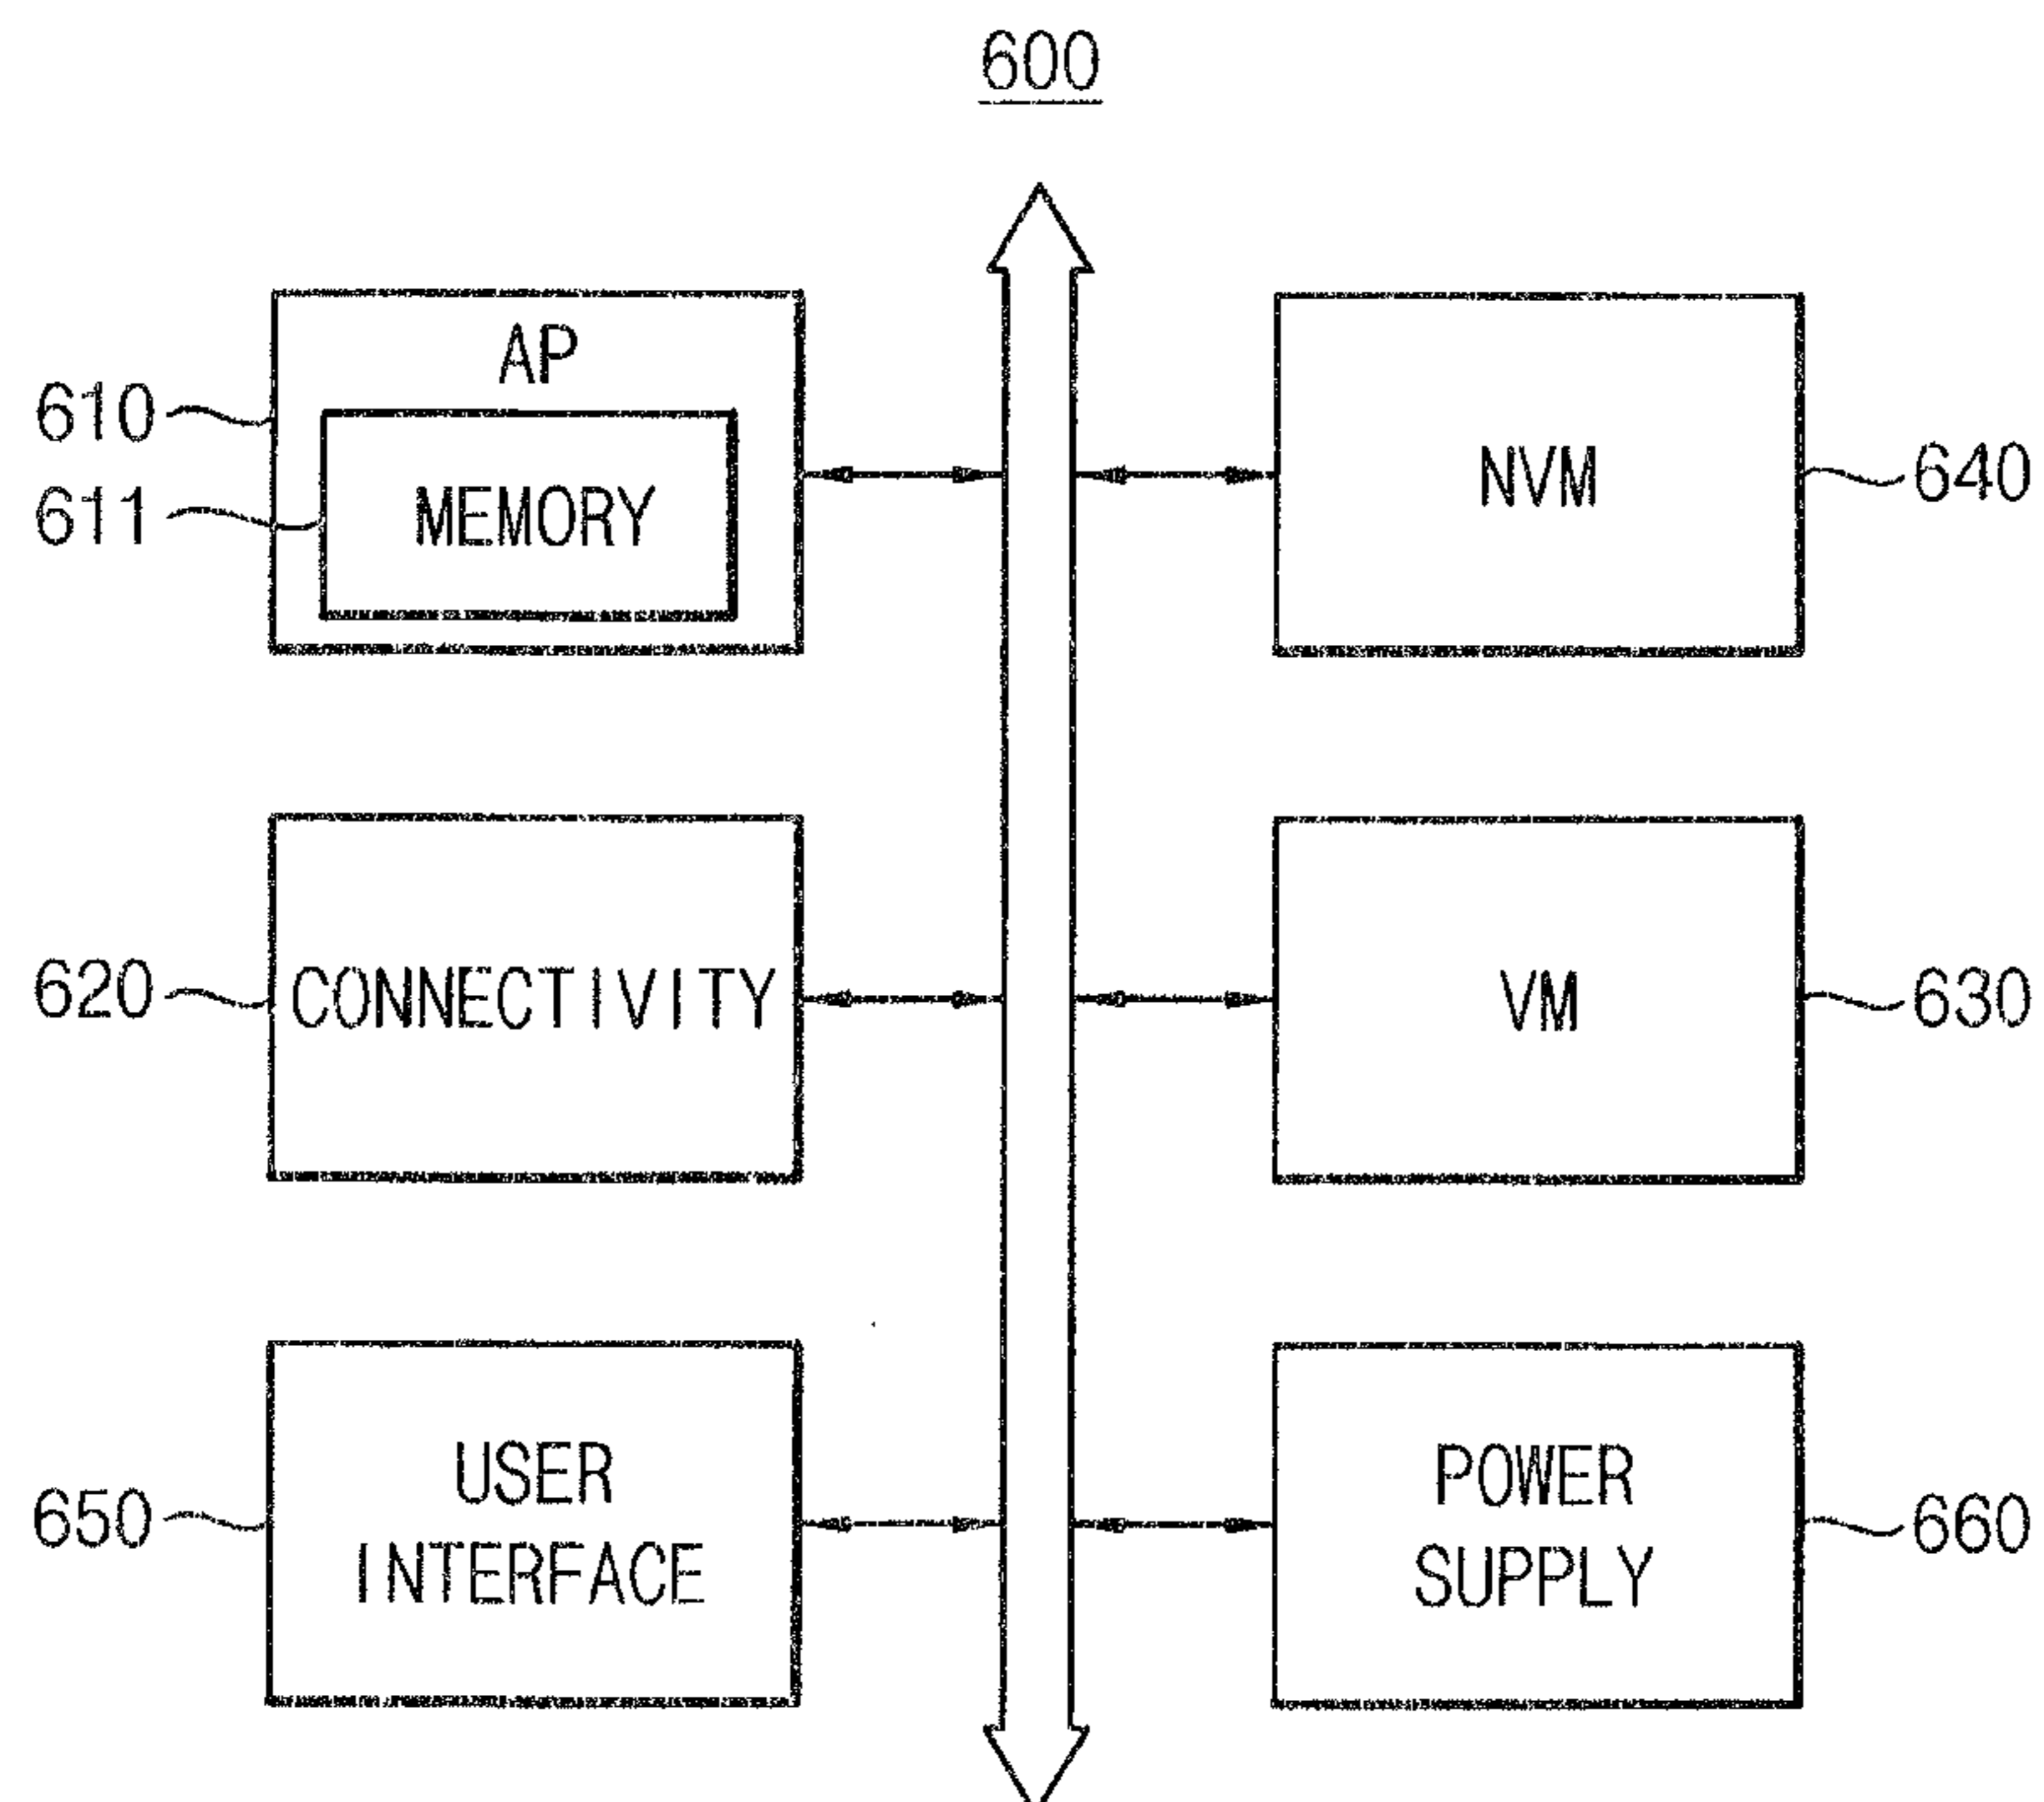 600
AP
610
MEMORY
611
NVM
640
CONNECTIVITY
620
VM
630
USER
INTERFACE
650
POWER
SUPPLY
660